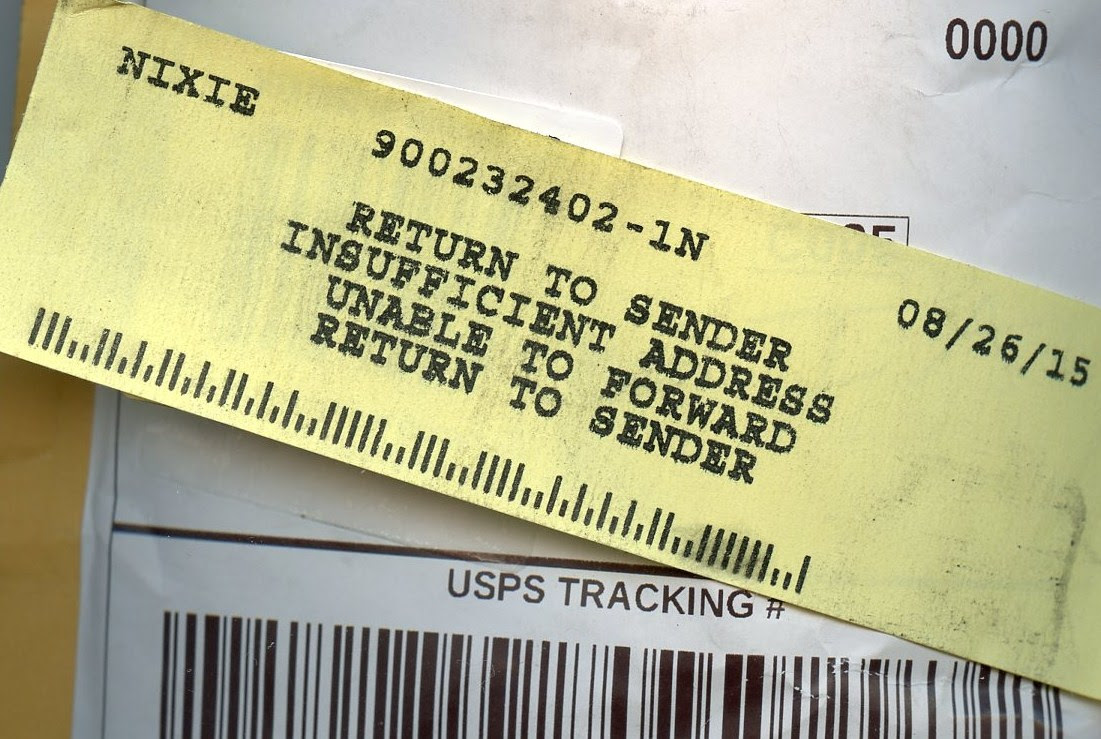 0000
NIXIE
900232402-1N
RETURN TO SENDER
INSUFFICIENT ADDRESS
UNABLE TO FORWARD
RETURN TO SENDER
08/26/15
USPS TRACKING #